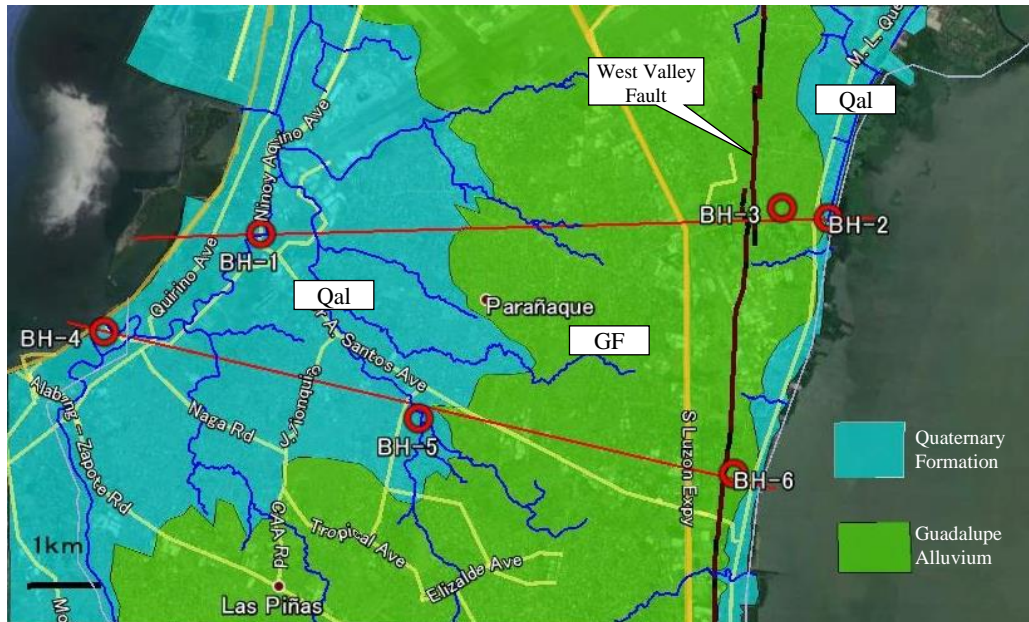 M. L. Que
West Valley
Fault
Qal
Ninoy Aquino Ave
BH-3
BH-2
BH-1
Quirino Ave
Qal
Parañaque
BH-4
GF
A. Santos Ave
Alabang - Zapote Rd
Naga Rd
BH-5
S Luzon Expy
BH-6
Quaternary
Formation
CAA Rd
Tropical Ave
Elizalde Ave
1km
Guadalupe
Alluvium
Las Piñas